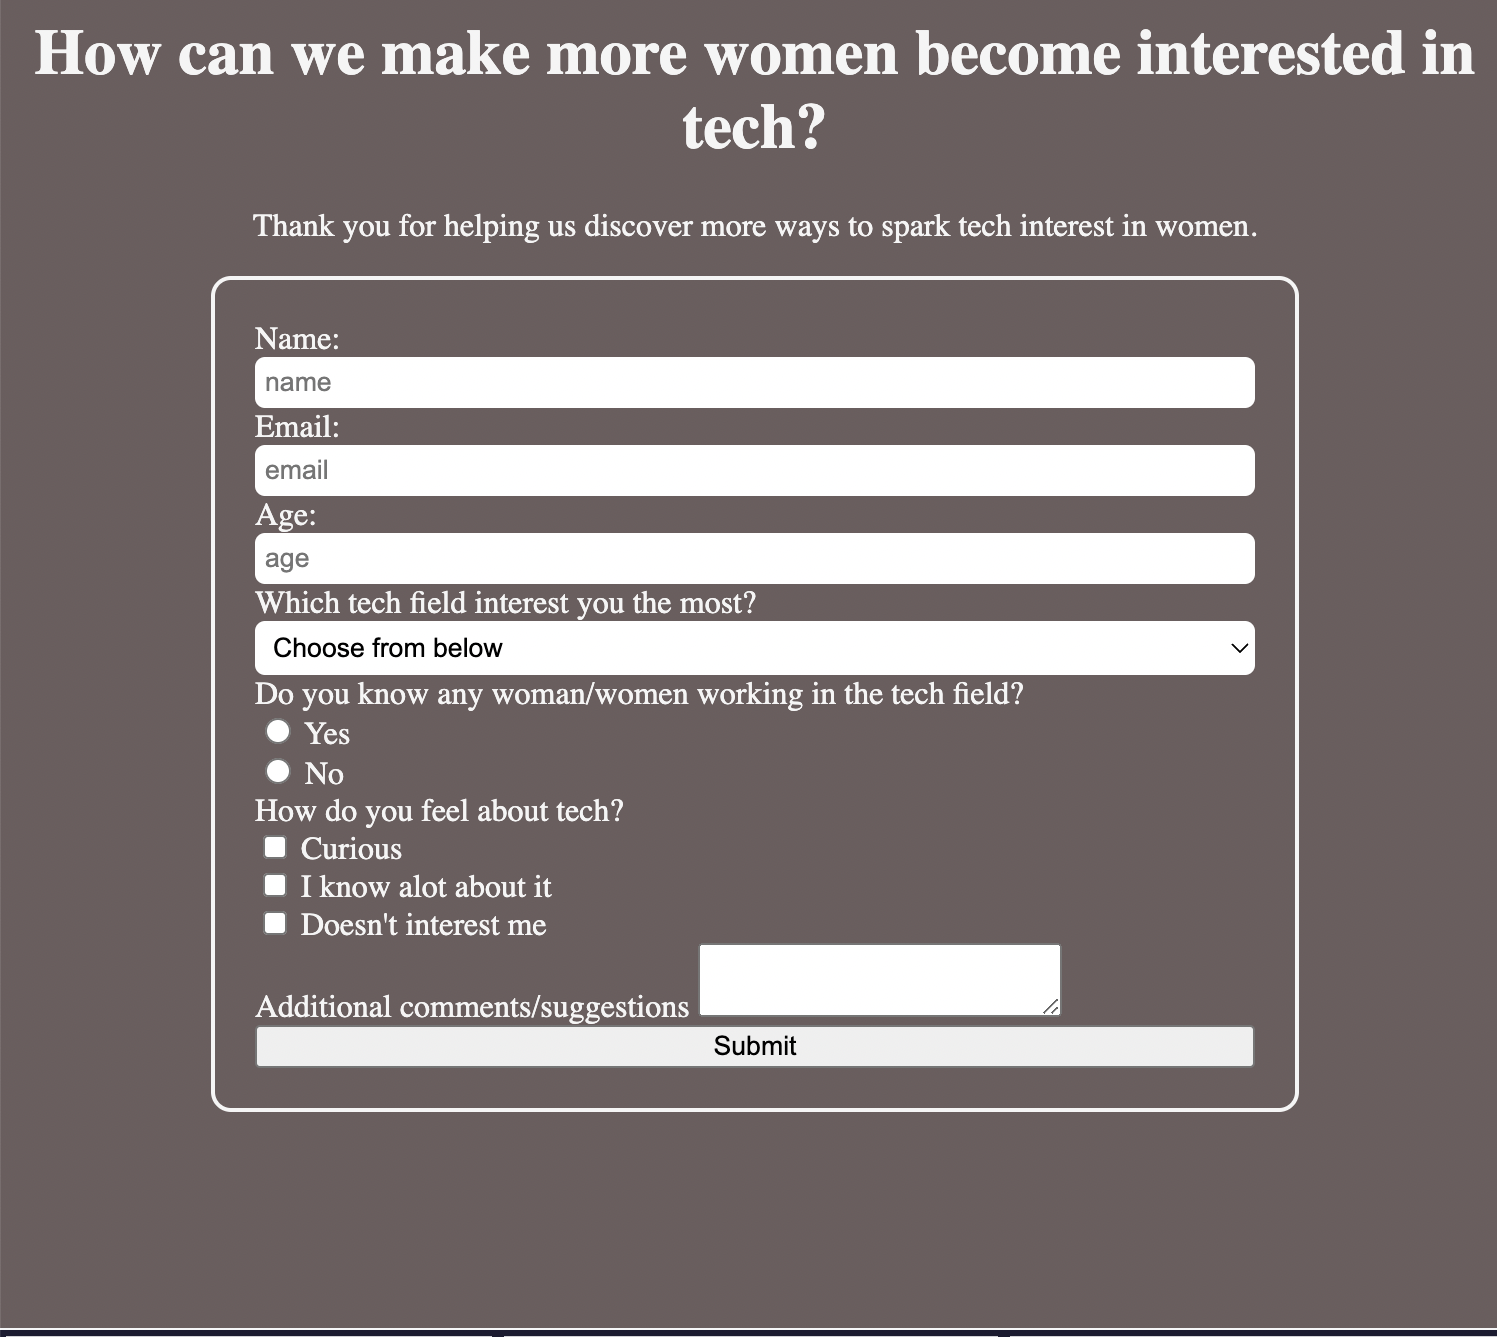 How can we make more women become interested in
tech?
Thank you for helping us discover more ways to spark tech interest in women.
Name:
name
Email:
email
Age:
age
Which tech field interest you the most?
Choose from below
Do you know any woman/women working in the tech field?
Yes
No
How do you feel about tech?
Curious
I know alot about it
Doesn't interest me
Additional comments/suggestions
Submit